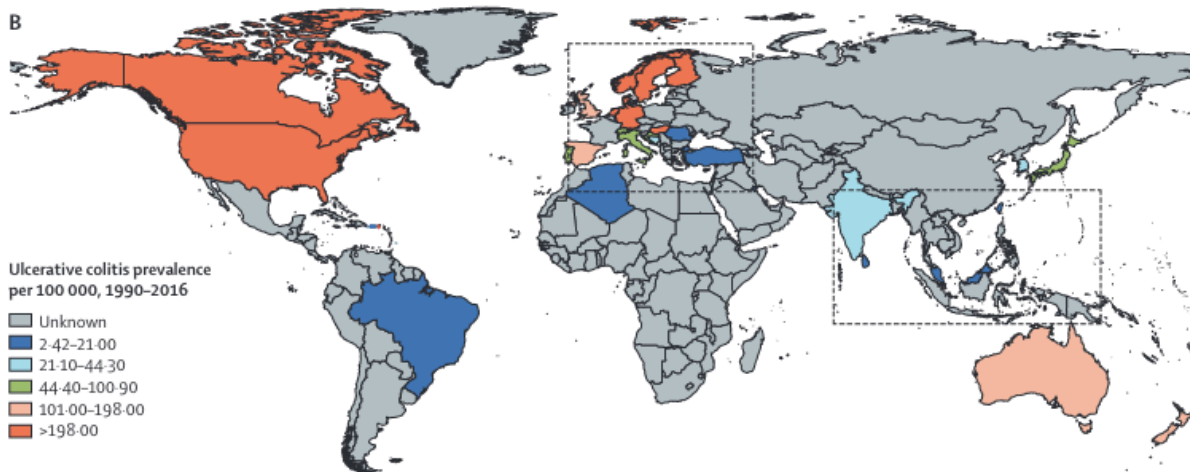 B
Ulcerative colitis prevalence
per 100 000, 1990–2016
Unknown
2·42–21·00
21·10–44·30
44·40–100·90
101·00–198·00
>198·00